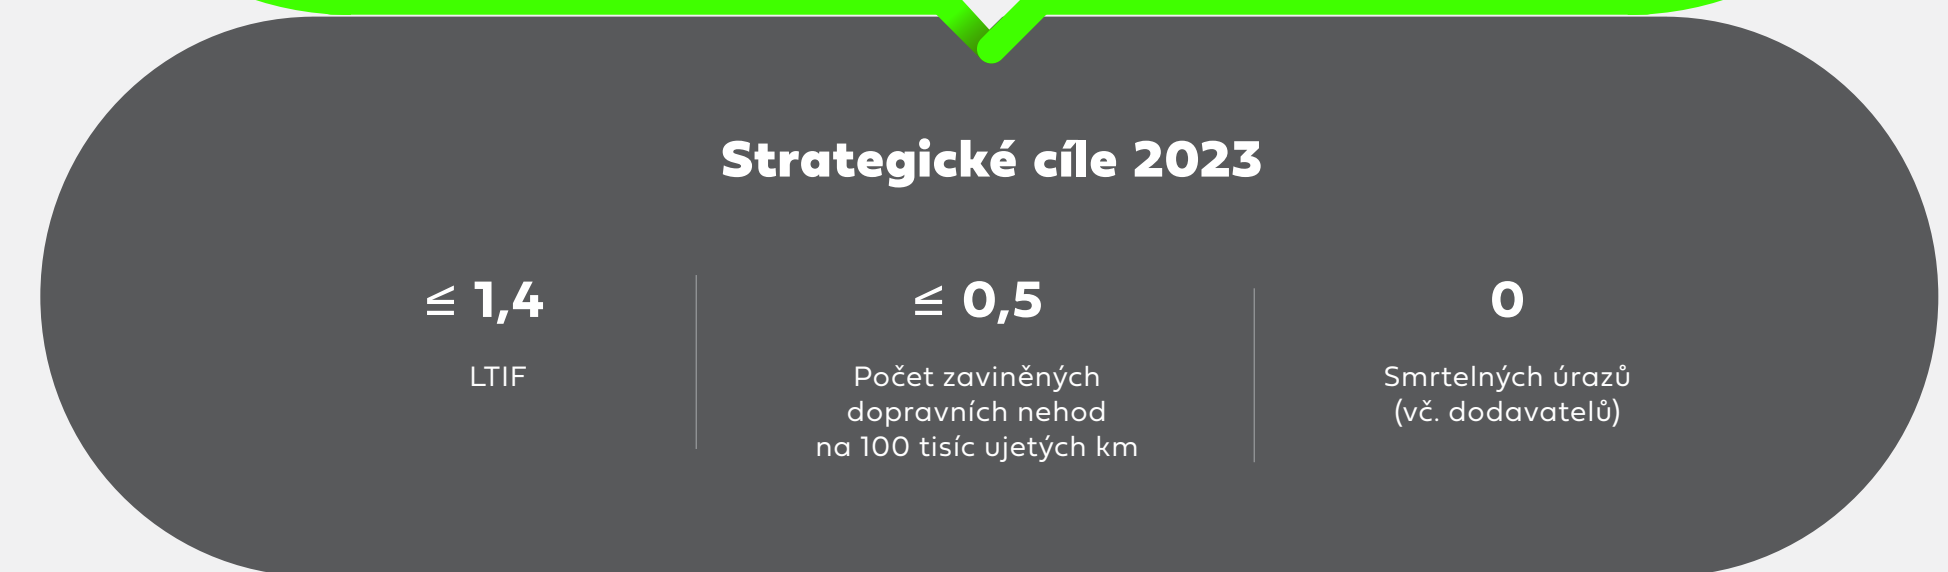 Strategické cíle 2023
≤ 1,4
LTIF
≤ 0,5
Počet zaviněných
dopravních nehod
na 100 tisíc ujetých km
0
Smrtelných úrazů
(vč. dodavatelů)